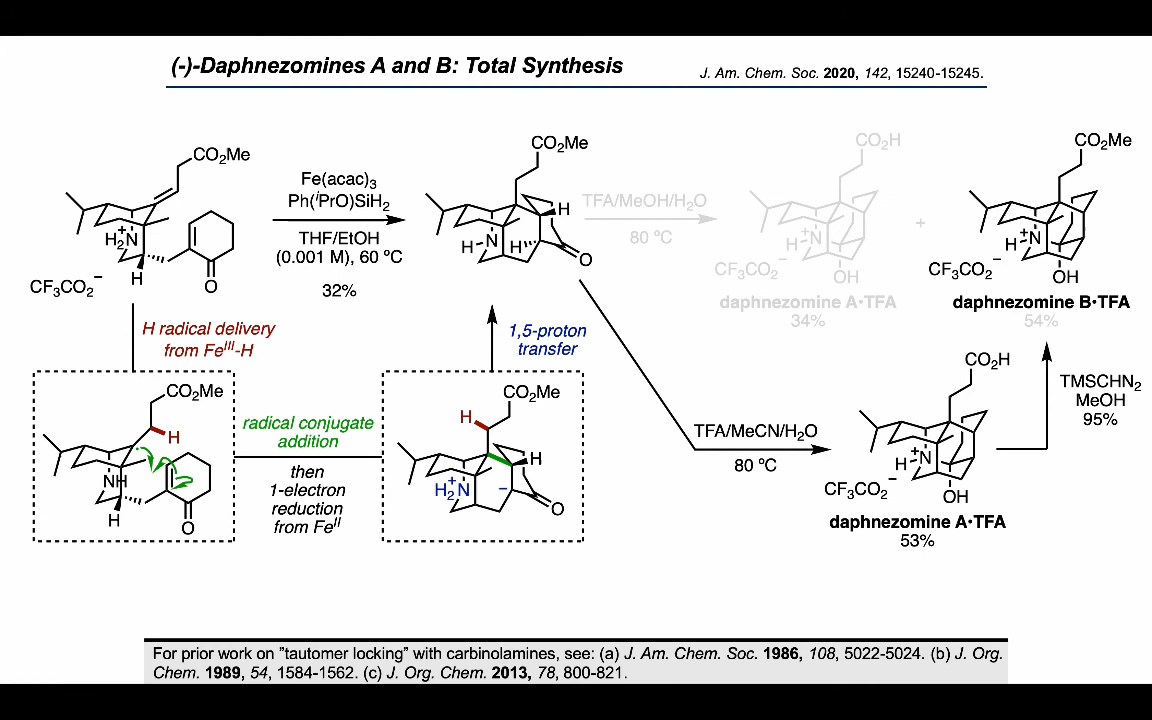 (-)-Daphnezomines A and B: Total Synthesis
J. Am. Chem. Soc. 2020, 142, 15240-15245.
CO₂Me
H₂N⁺
H
O
CF₃CO₂⁻
Fe(acac)₃
Ph(ⁱPrO)SiH₂
THF/EtOH
(0.001 M), 60 ºC
32%
CO₂Me
H
H-N
H
O
TFA/MeOH/H₂O
80 ºC
CO₂H
H-N⁺
CF₃CO₂⁻
OH
daphnezomine A•TFA
34%
+
CO₂Me
H-N⁺
CF₃CO₂⁻
OH
daphnezomine B•TFA
54%
H radical delivery
from Feᴵᴵᴵ-H
1,5-proton
transfer
CO₂Me
H
NH
H
O
radical conjugate
addition
then
1-electron
reduction
from Feᴵᴵ
CO₂Me
H
H
H₂N⁺
−
O
TFA/MeCN/H₂O
80 ºC
CO₂H
H-N⁺
CF₃CO₂⁻
OH
daphnezomine A•TFA
53%
TMSCHN₂
MeOH
95%
For prior work on "tautomer locking" with carbinolamines, see: (a) J. Am. Chem. Soc. 1986, 108, 5022-5024. (b) J. Org.
Chem. 1989, 54, 1584-1562. (c) J. Org. Chem. 2013, 78, 800-821.